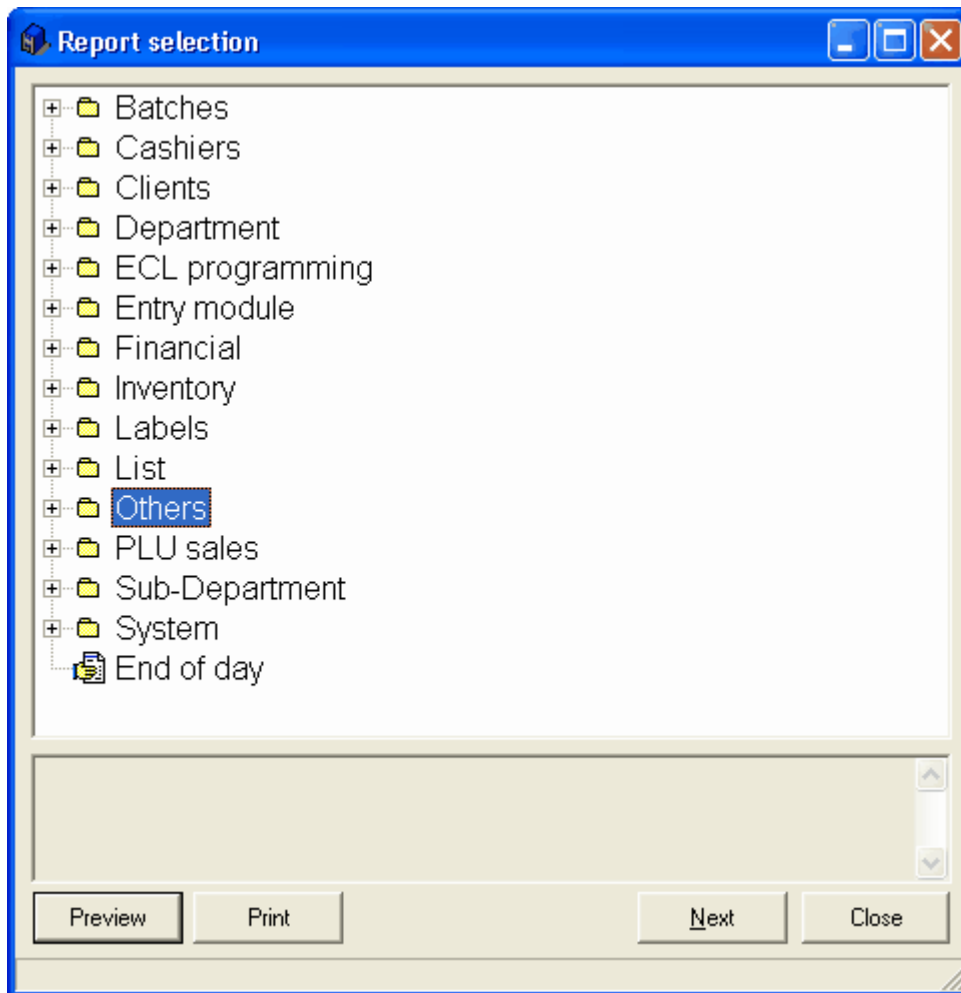 Report selection
Batches
Cashiers
Clients
Department
ECL programming
Entry module
Financial
Inventory
Labels
List
Others
PLU sales
Sub-Department
System
End of day
Preview Print Next Close